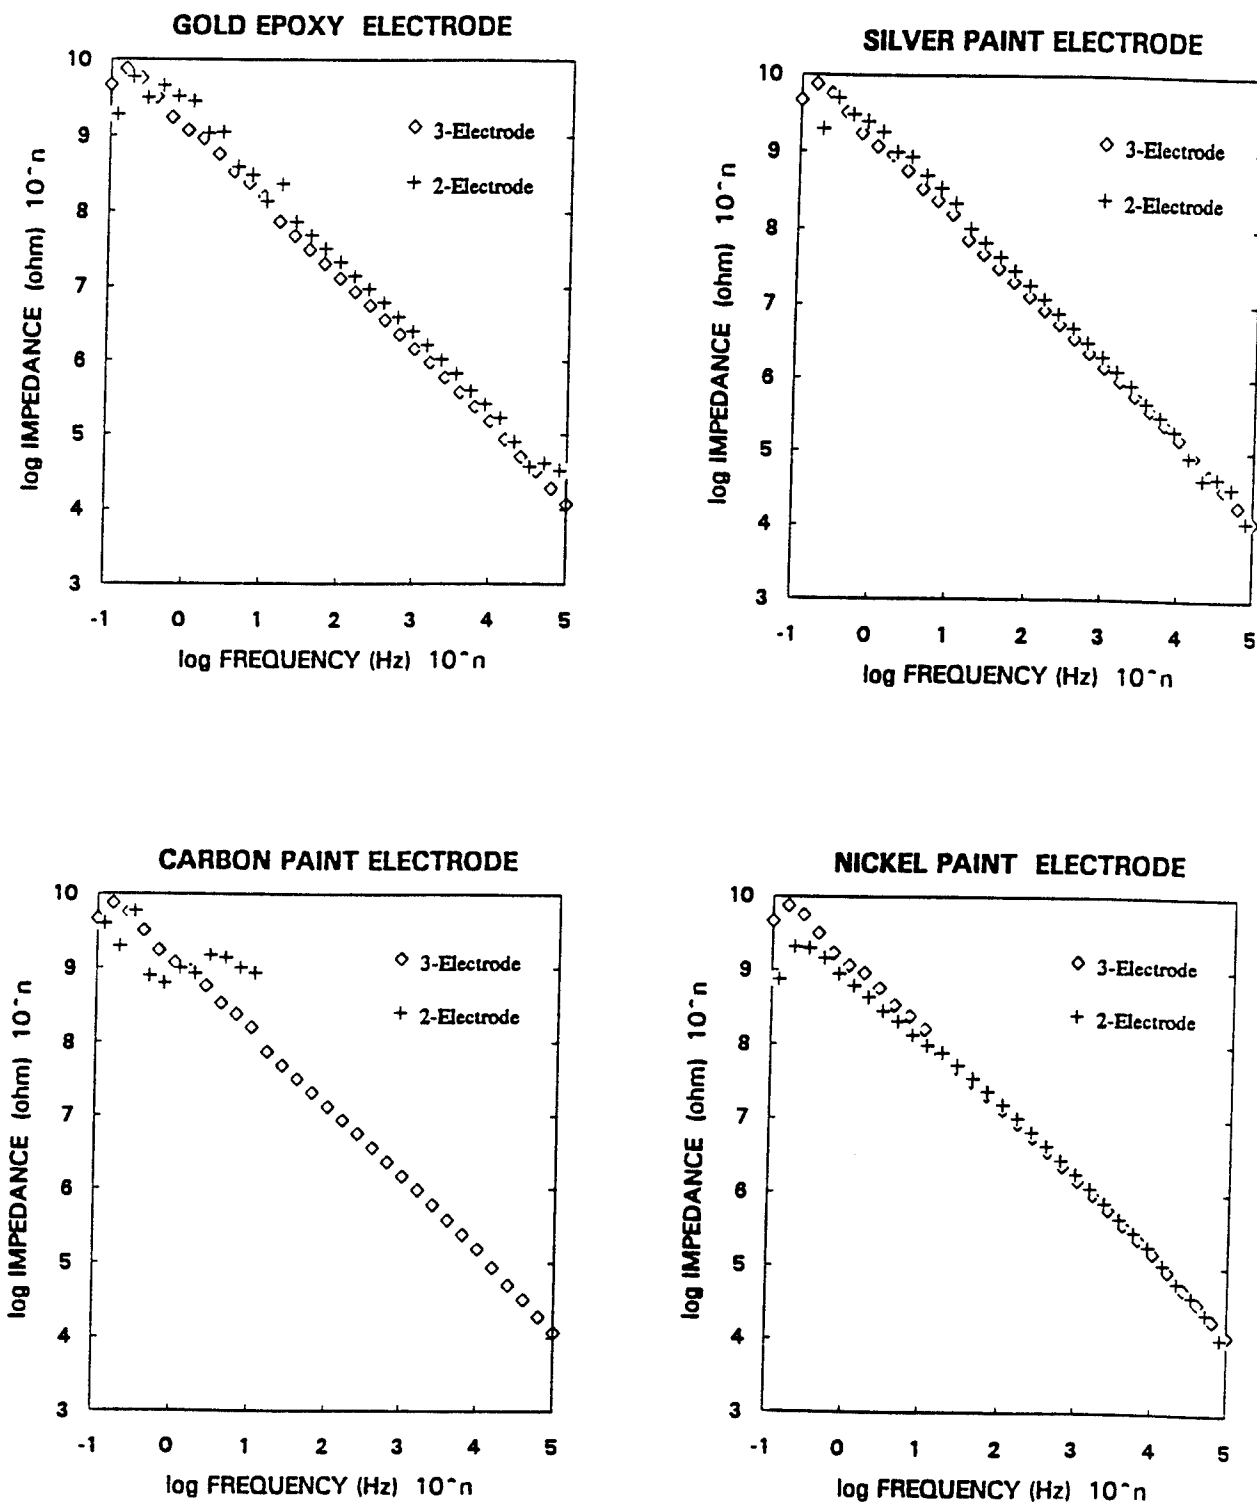 GOLD EPOXY ELECTRODE
log IMPEDANCE (ohm) 10^n
10
9
8
7
6
5
4
3
◇ 3-Electrode
+ 2-Electrode
-1 0 1 2 3 4 5
log FREQUENCY (Hz) 10^n
SILVER PAINT ELECTRODE
log IMPEDANCE (ohm) 10^n
10
9
8
7
6
5
4
3
◇ 3-Electrode
+ 2-Electrode
-1 0 1 2 3 4 5
log FREQUENCY (Hz) 10^n
CARBON PAINT ELECTRODE
log IMPEDANCE (ohm) 10^n
10
9
8
7
6
5
4
3
◇ 3-Electrode
+ 2-Electrode
-1 0 1 2 3 4 5
log FREQUENCY (Hz) 10^n
NICKEL PAINT ELECTRODE
log IMPEDANCE (ohm) 10^n
10
9
8
7
6
5
4
3
◇ 3-Electrode
+ 2-Electrode
-1 0 1 2 3 4 5
log FREQUENCY (Hz) 10^n